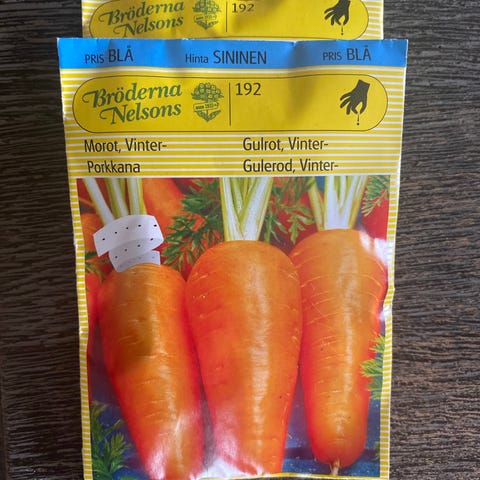 Bröderna
Nelsons
192
PRIS BLÅ Hinta SININEN PRIS BLÅ
Bröderna
Nelsons
192
Morot, Vinter- Gulrot, Vinter-
Porkkana Gulerod, Vinter-